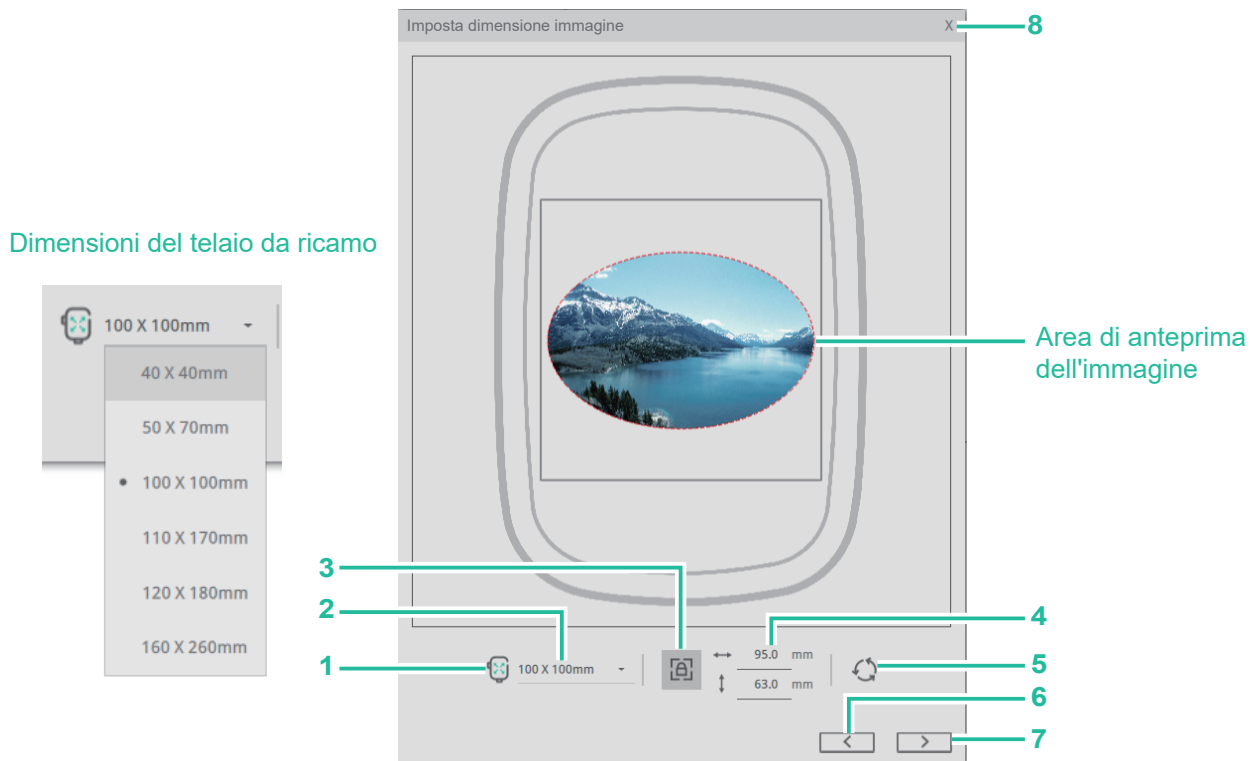 Imposta dimensione immagine
X
8
Dimensioni del telaio da ricamo
100 X 100mm
40 X 40mm
50 X 70mm
100 X 100mm
110 X 170mm
120 X 180mm
160 X 260mm
Area di anteprima
dell'immagine
3
2
1
100 X 100mm
95.0 mm
63.0 mm
4
5
6
7